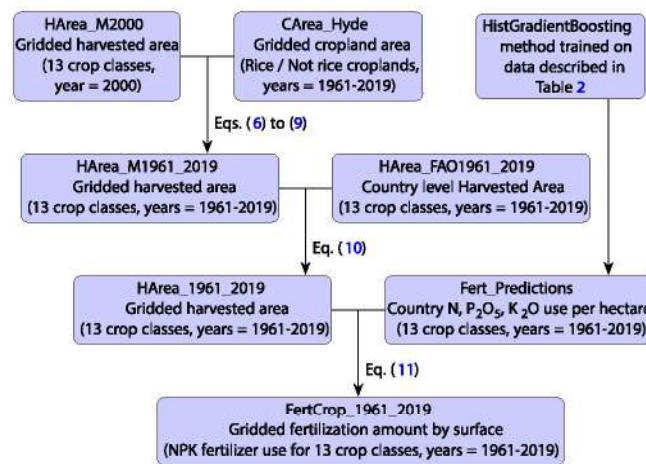 HArea_M2000
Gridded harvested area
(13 crop classes,
year = 2000)
CArea_Hyde
Gridded cropland area
(Rice / Not rice croplands,
years = 1961-2019)
HistGradientBoosting
method trained on
data described in
Table 2
Eqs. (6) to (9)
HArea_M1961_2019
Gridded harvested area
(13 crop classes, years = 1961-2019)
HArea_FAO1961_2019
Country level Harvested Area
(13 crop classes, years = 1961-2019)
Eq. (10)
HArea_1961_2019
Gridded harvested area
(13 crop classes, years = 1961-2019)
Fert_Predictions
Country N, P₂O₅, K₂O use per hectare
(13 crop classes, years = 1961-2019)
Eq. (11)
FertCrop_1961_2019
Gridded fertilization amount by surface
(NPK fertilizer use for 13 crop classes, years = 1961-2019)